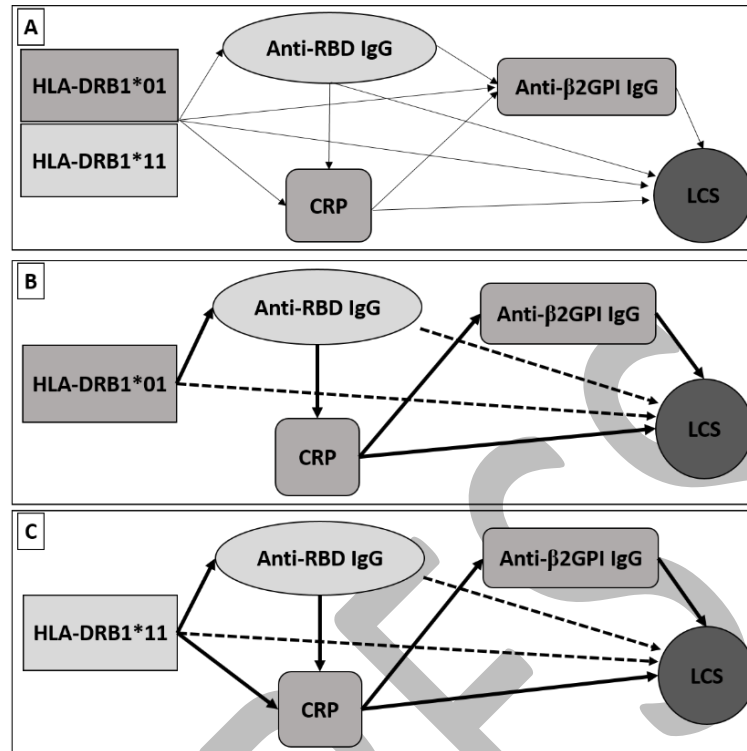 A
Anti-RBD IgG
HLA-DRB1*01
Anti-β2GPI IgG
HLA-DRB1*11
CRP
LCS
B
Anti-RBD IgG
Anti-β2GPI IgG
HLA-DRB1*01
LCS
CRP
C
Anti-RBD IgG
Anti-β2GPI IgG
HLA-DRB1*11
LCS
CRP